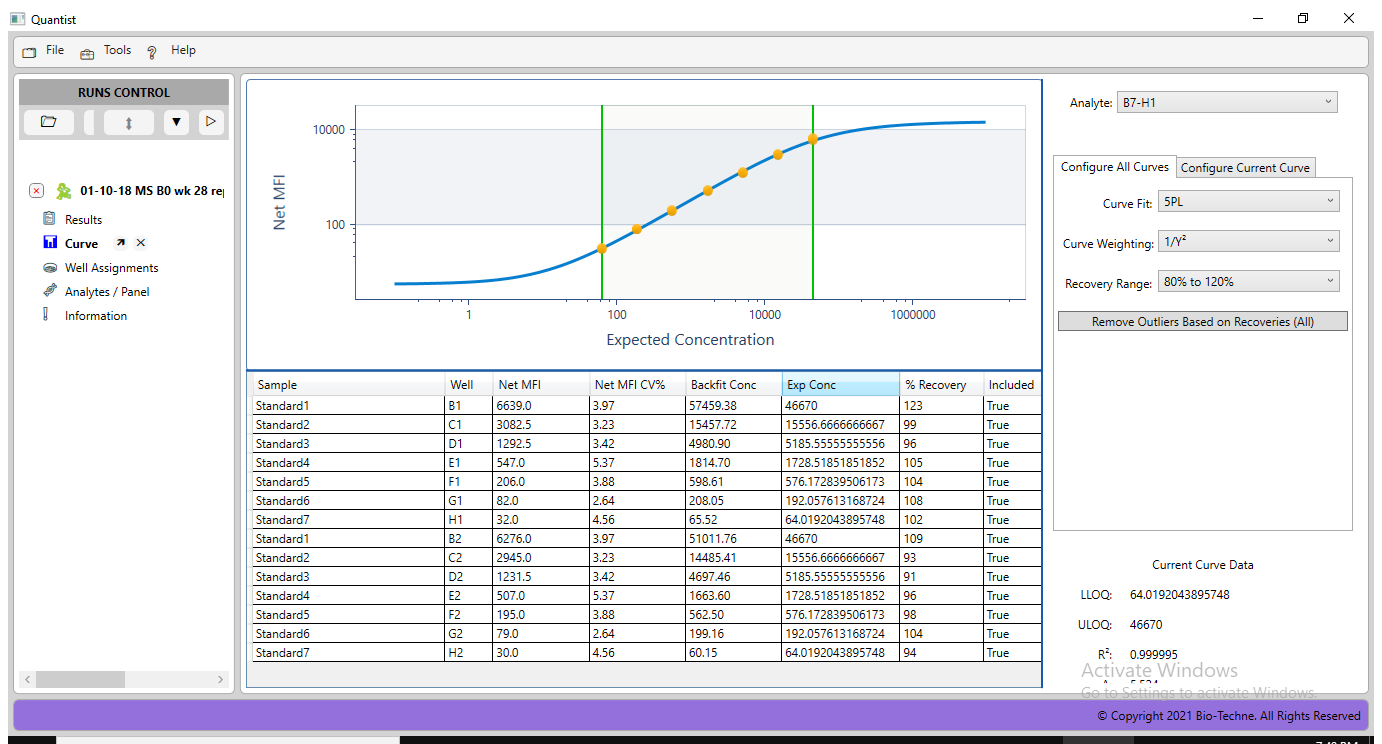 Quantist
File Tools ? Help
RUNS CONTROL
01-10-18 MS B0 wk 28 re
Results
Curve
Well Assignments
Analytes / Panel
Information
Net MFI
10000
100
1 100 10000 1000000
Expected Concentration
Sample Well Net MFI Net MFI CV% Backfit Conc Exp Conc % Recovery Included
Standard1 B1 6639.0 3.97 57459.38 46670 123 True
Standard2 C1 3082.5 3.23 15457.72 15556.6666666667 99 True
Standard3 D1 1292.5 3.42 4980.90 5185.55555555556 96 True
Standard4 E1 547.0 5.37 1814.70 1728.51851851852 105 True
Standard5 F1 206.0 3.88 598.61 576.172839506173 104 True
Standard6 G1 82.0 2.64 208.05 192.057613168724 108 True
Standard7 H1 32.0 4.56 65.52 64.0192043895748 102 True
Standard1 B2 6276.0 3.97 51011.76 46670 109 True
Standard2 C2 2945.0 3.23 14485.41 15556.6666666667 93 True
Standard3 D2 1231.5 3.42 4697.46 5185.55555555556 91 True
Standard4 E2 507.0 5.37 1663.60 1728.51851851852 96 True
Standard5 F2 195.0 3.88 562.50 576.172839506173 98 True
Standard6 G2 79.0 2.64 199.16 192.057613168724 104 True
Standard7 H2 30.0 4.56 60.15 64.0192043895748 94 True
Analyte: B7-H1
Configure All Curves Configure Current Curve
Curve Fit: 5PL
Curve Weighting: 1/Y²
Recovery Range: 80% to 120%
Remove Outliers Based on Recoveries (All)
Current Curve Data
LLOQ: 64.0192043895748
ULOQ: 46670
R²: 0.999995
Activate Windows
Go to Settings to activate Windows.
© Copyright 2021 Bio-Techne. All Rights Reserved